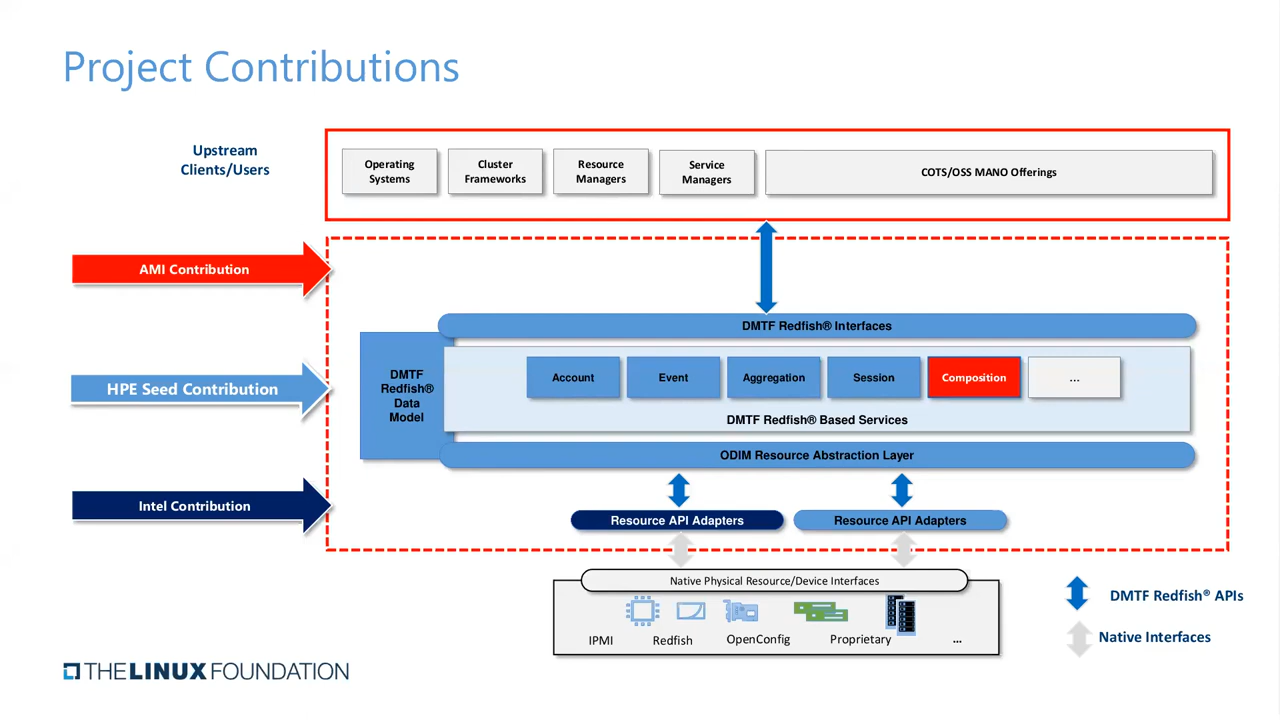 Project Contributions
Upstream
Clients/Users
Operating
Systems
Cluster
Frameworks
Resource
Managers
Service
Managers
COTS/OSS MANO Offerings
AMI Contribution
DMTF Redfish® Interfaces
HPE Seed Contribution
DMTF
Redfish®
Data
Model
Account
Event
Aggregation
Session
Composition
...
DMTF Redfish® Based Services
ODIM Resource Abstraction Layer
Intel Contribution
Resource API Adapters
Resource API Adapters
Native Physical Resource/Device Interfaces
IPMI
Redfish
OpenConfig
Proprietary
...
DMTF Redfish® APIs
Native Interfaces
THE LINUX FOUNDATION